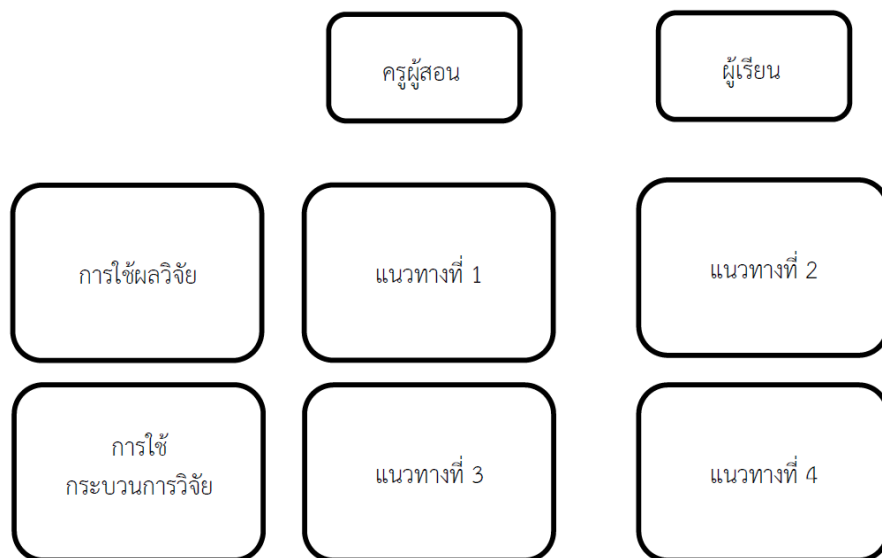 ครูผู้สอน
ผู้เรียน
การใช้ผลวิจัย
แนวทางที่ 1
แนวทางที่ 2
การใช้
กระบวนการวิจัย
แนวทางที่ 3
แนวทางที่ 4